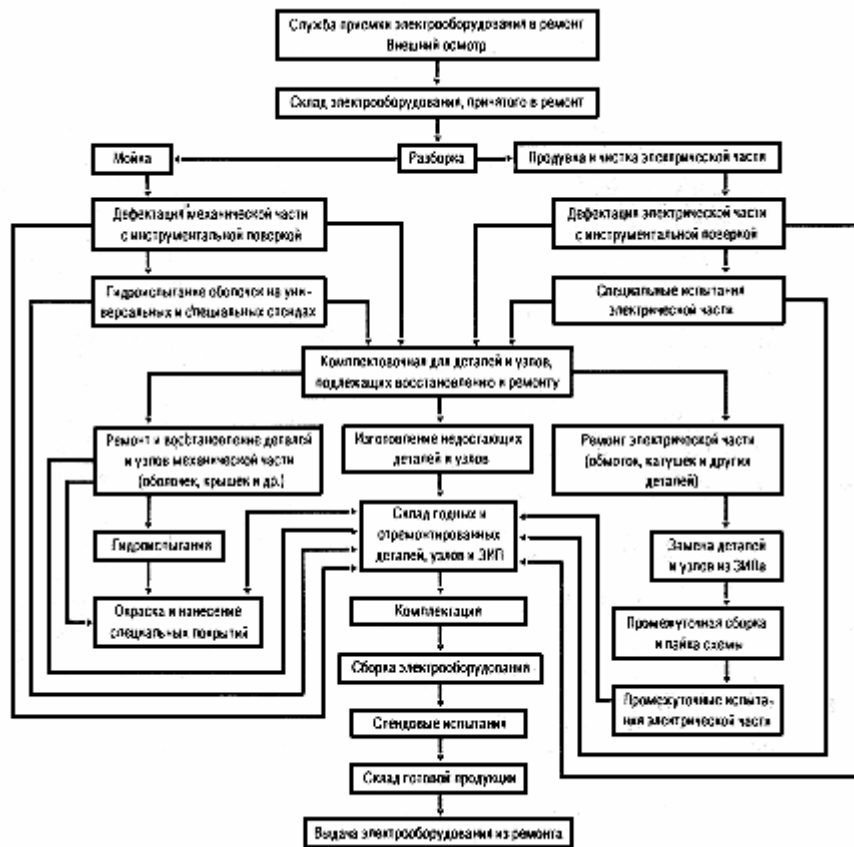 Служба приемки электрооборудования в ремонт
Внешний осмотр
Склад электрооборудования, принятого в ремонт
Мойка
Разборка
Продувка и чистка электрической части
Дефектация механической части
с инструментальной поверкой
Дефектация электрической части
с инструментальной поверкой
Гидроиспытание оболочек на уни-
версальных и специальных стендах
Специальные испытания
электрической части
Комплектовочная для деталей и узлов,
подлежащих восстановлению и ремонту
Ремонт и восстановление деталей
и узлов механической части
(оболочек, крышек и др.)
Изготовление недостающих
деталей и узлов
Ремонт электрической части
(обмоток, катушек и других
деталей)
Склад годных и
отремонтированных
деталей, узлов и ЗИП
Гидроиспытания
Замена деталей
и узлов из ЗИПа
Окраска и нанесение
специальных покрытий
Комплектация
Промежуточная сборка
и пайка схемы
Сборка электрооборудования
Промежуточные испыта-
ния электрической части
Стендовые испытания
Склад готовой продукции
Выдача электрооборудования из ремонта